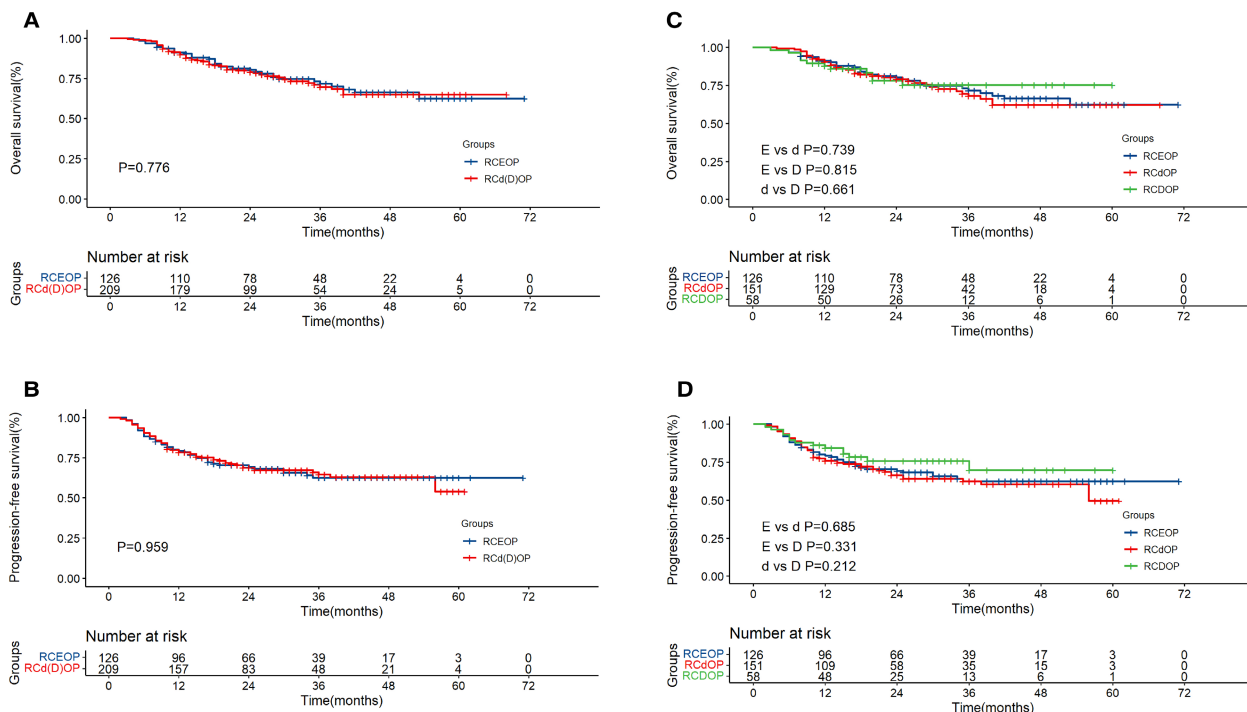 A
Overall survival(%)
1.00
0.75
0.50
0.25
0.00
P=0.776
Groups
RCEOP
RCd(D)OP
0 12 24 36 48 60 72
Time(months)
Number at risk
Groups
RCEOP 126 110 78 48 22 4 0
RCd(D)OP 209 179 99 54 24 5 0
0 12 24 36 48 60 72
Time(months)
C
Overall survival(%)
1.00
0.75
0.50
0.25
0.00
E vs d P=0.739
E vs D P=0.815
d vs D P=0.661
Groups
RCEOP
RCdOP
RCDOP
0 12 24 36 48 60 72
Time(months)
Number at risk
Groups
RCEOP 126 110 78 48 22 4 0
RCdOP 151 129 73 42 18 4 0
RCDOP 58 50 26 12 6 1 0
0 12 24 36 48 60 72
Time(months)
B
Progression-free survival(%)
1.00
0.75
0.50
0.25
0.00
P=0.959
Groups
RCEOP
RCd(D)OP
0 12 24 36 48 60 72
Time(months)
Number at risk
Groups
RCEOP 126 96 66 39 17 3 0
RCd(D)OP 209 157 83 48 21 4 0
0 12 24 36 48 60 72
Time(months)
D
Progression-free survival(%)
1.00
0.75
0.50
0.25
0.00
E vs d P=0.685
E vs D P=0.331
d vs D P=0.212
Groups
RCEOP
RCdOP
RCDOP
0 12 24 36 48 60 72
Time(months)
Number at risk
Groups
RCEOP 126 96 66 39 17 3 0
RCdOP 151 109 58 35 15 3 0
RCDOP 58 48 25 13 6 1 0
0 12 24 36 48 60 72
Time(months)